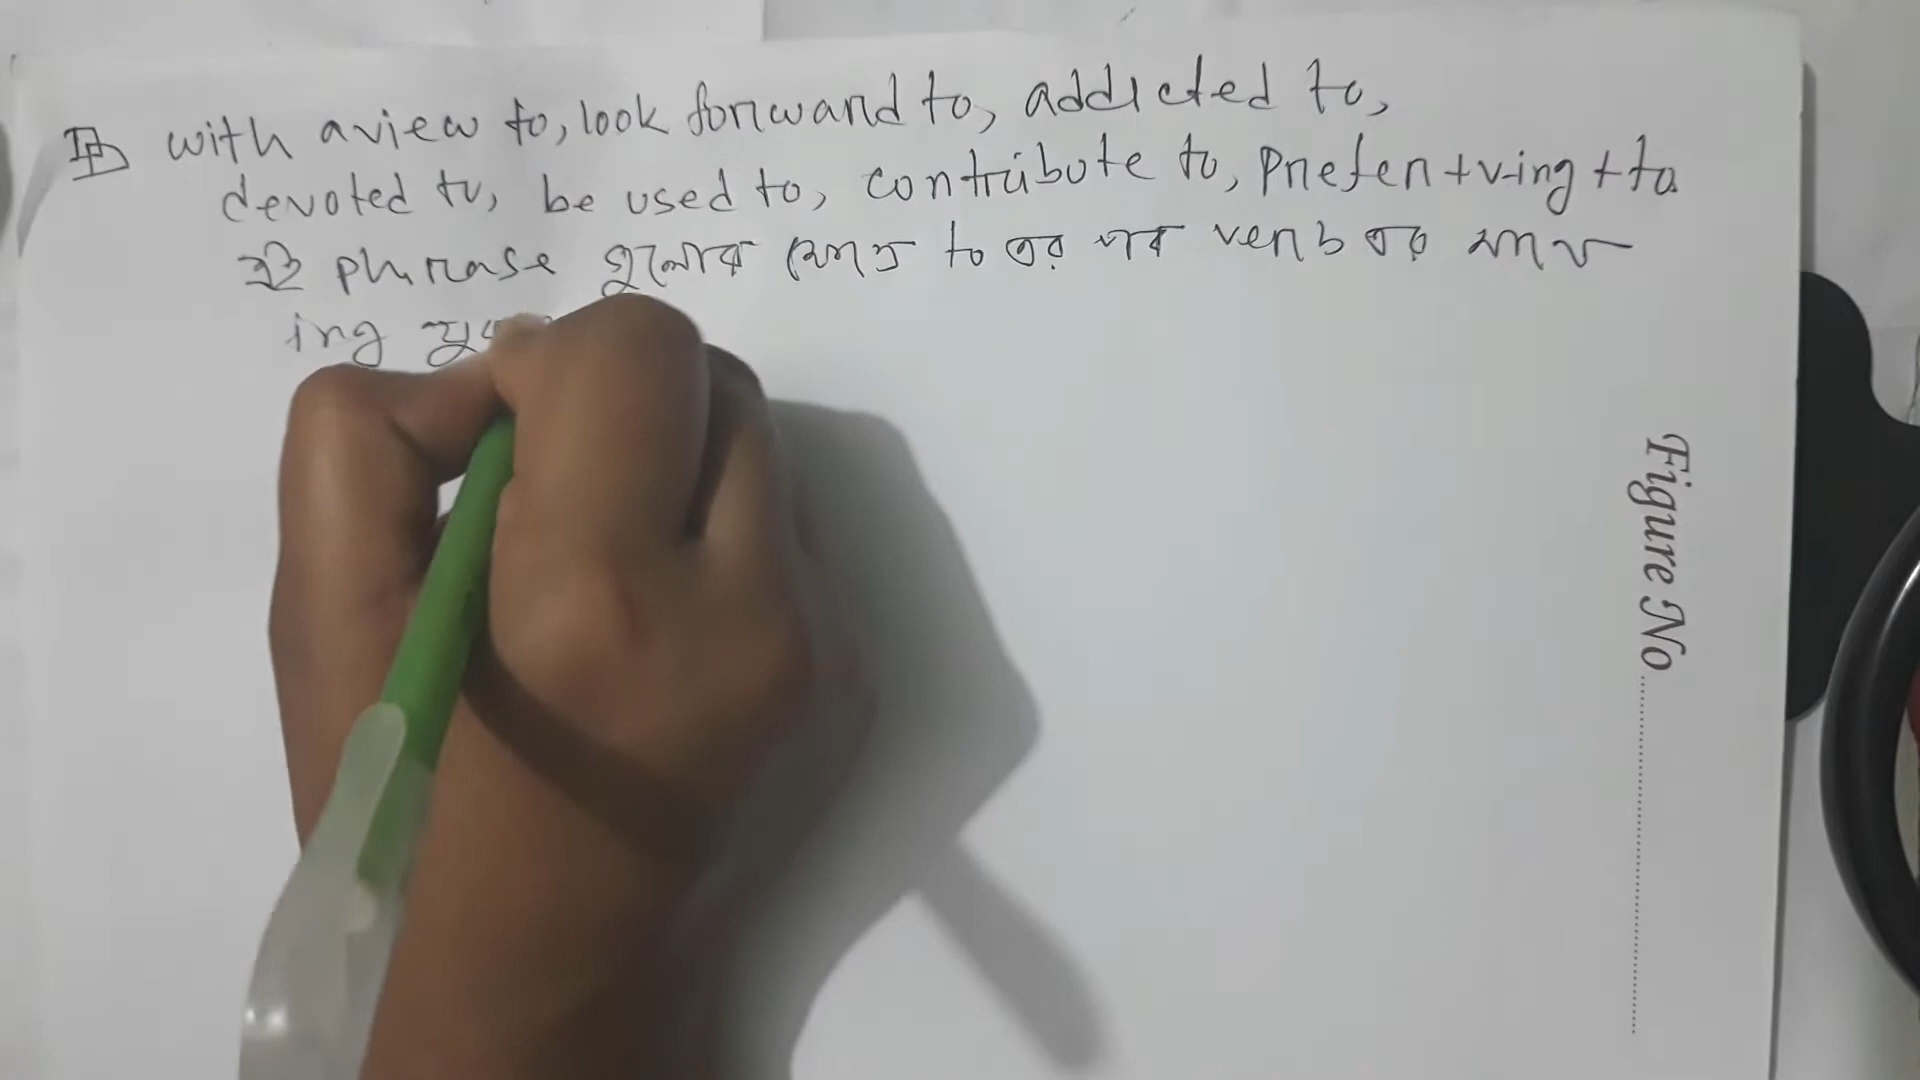 with a view to, look forward to, addicted to,
devoted to, be used to, contribute to, prefer + v-ing + to
এই phrase গুলোর ক্ষেত্রে to এর পর verb এর সাথে
ing
Figure No